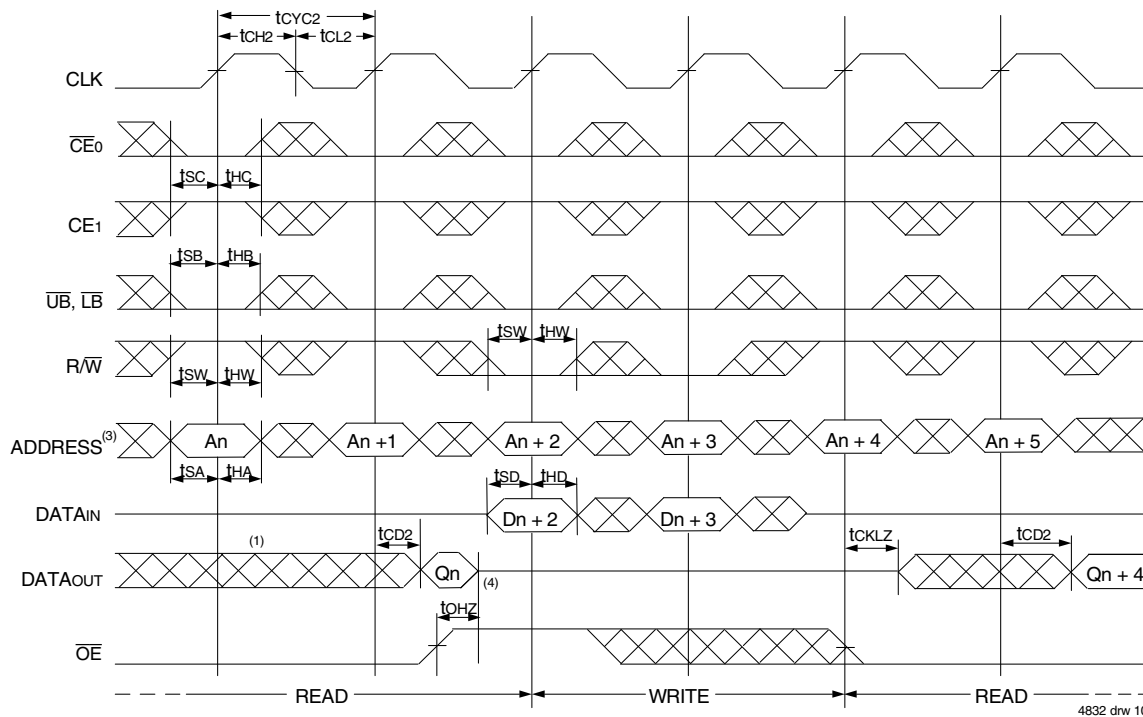 tCYC2
tCH2 tCL2
CLK
CE0
tSC tHC
CE1
tSB tHB
UB, LB
tSW tHW
R/W
tSW tHW
ADDRESS(3) An An +1 An + 2 An + 3 An + 4 An + 5
tSA tHA
tSD tHD
DATAIN Dn + 2 Dn + 3
(1) tCD2 tCKLZ tCD2
DATAOUT Qn (4) Qn + 4
tOHZ
OE
READ WRITE READ
4832 drw 10